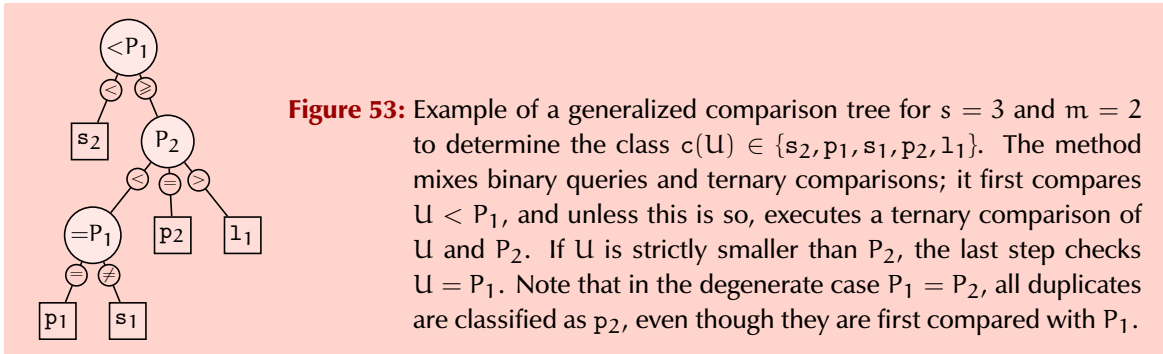 <P₁
< ⩾
s₂
P₂
< = >
=P₁
p₂ l₁
= ≠
p₁ s₁
Figure 53: Example of a generalized comparison tree for s = 3 and m = 2
to determine the class c(U) ∈ {s₂, p₁, s₁, p₂, l₁}. The method
mixes binary queries and ternary comparisons; it first compares
U < P₁, and unless this is so, executes a ternary comparison of
U and P₂. If U is strictly smaller than P₂, the last step checks
U = P₁. Note that in the degenerate case P₁ = P₂, all duplicates
are classified as p₂, even though they are first compared with P₁.